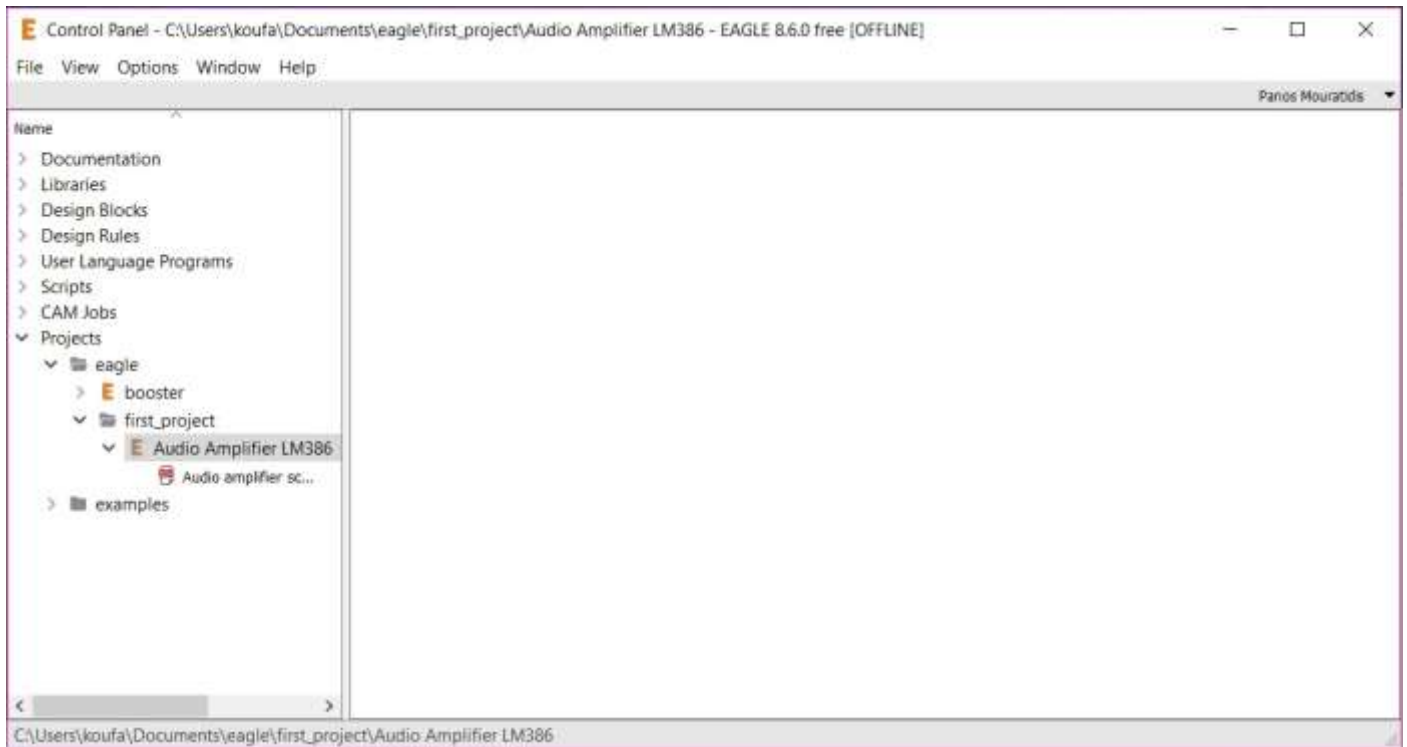 Control Panel - C:\Users\koufa\Documents\eagle\first_project\Audio Amplifier LM386 - EAGLE 8.6.0 free [OFFLINE]
File View Options Window Help
Panos Mouratidis
Name
Documentation
Libraries
Design Blocks
Design Rules
User Language Programs
Scripts
CAM Jobs
Projects
eagle
E booster
first_project
E Audio Amplifier LM386
Audio amplifier sc...
examples
C:\Users\koufa\Documents\eagle\first_project\Audio Amplifier LM386